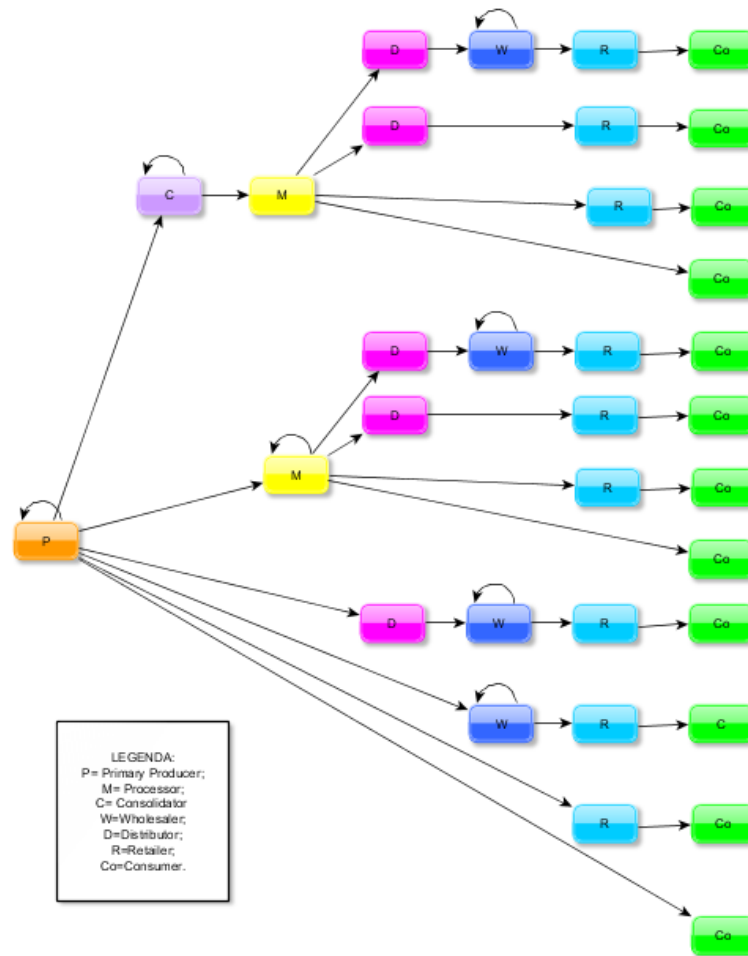 D W R Co
D R Co
C M R Co
Co
D W R Co
D R Co
M R Co
P Co
D W R Co
W R C
R Co
Co
LEGENDA:
P= Primary Producer;
M= Processor;
C= Consolidator
W=Wholesaler;
D=Distributor;
R=Retailer;
Co=Consumer.